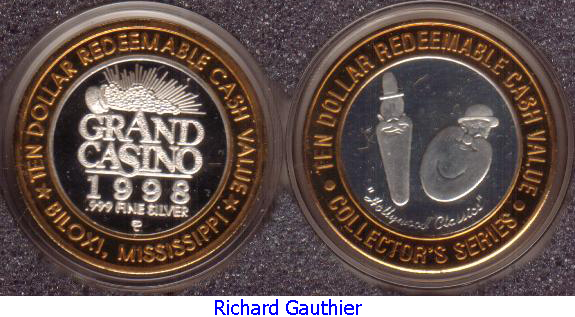 TEN DOLLAR REDEEMABLE CASH VALUE
GRAND
CASINO
1998
.999 FINE SILVER
BILOXI, MISSISSIPPI
TEN DOLLAR REDEEMABLE CASH VALUE
"Hollywood Classics"
COLLECTOR'S SERIES
Richard Gauthier